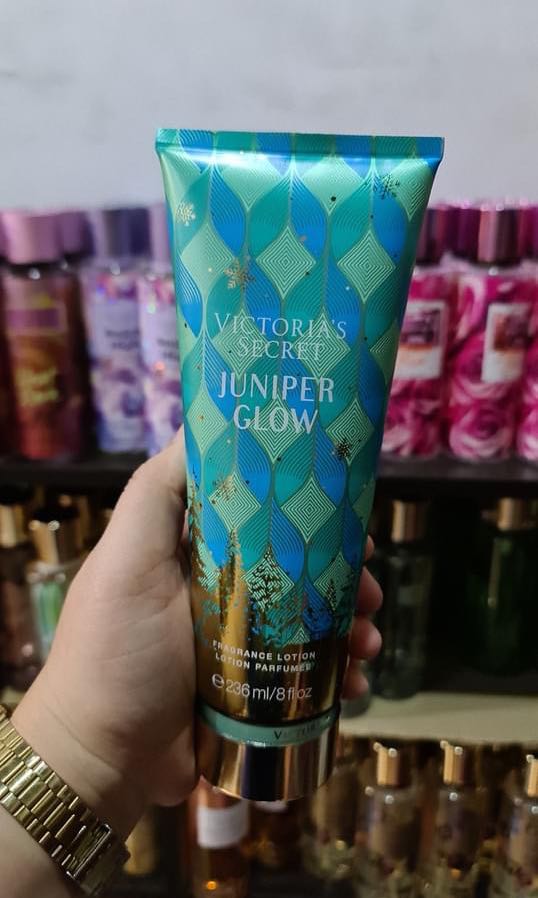 VICTORIA'S
SECRET
JUNIPER
GLOW
FRAGRANCE LOTION
LOTION PARFUMÉE
℮ 236 ml/8 fl oz